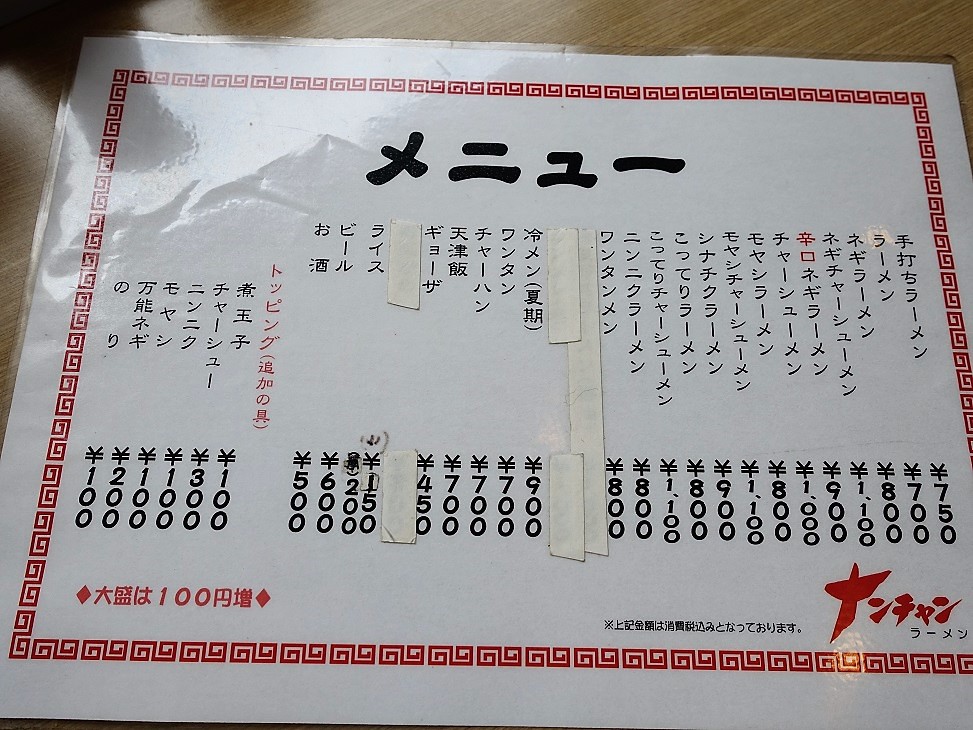 メニュー
手打ちラーメン ¥750
ラーメン ¥700
ネギラーメン ¥800
ネギチャーシューメン ¥1,100
辛口ネギラーメン ¥900
チャーシューメン ¥1,000
モヤシラーメン ¥800
モヤシチャーシューメン ¥1,100
シナチクラーメン ¥900
こってりラーメン ¥800
こってりチャーシューメン ¥1,100
ニンニクラーメン ¥800
ワンタンメン ¥800
冷メン(夏期) ¥900
ワンタン ¥700
チャーハン ¥700
天津飯 ¥700
ギョーザ ¥450
ライス (小) ¥150
200
ビール ¥600
お酒 ¥500
トッピング(追加の具)
煮玉子 ¥100
チャーシュー ¥300
ニンニク ¥100
モヤシ ¥100
万能ネギ ¥200
のり ¥100
◆大盛は100円増◆
※上記金額は消費税込みとなっております。
ナンチャン
ラーメン